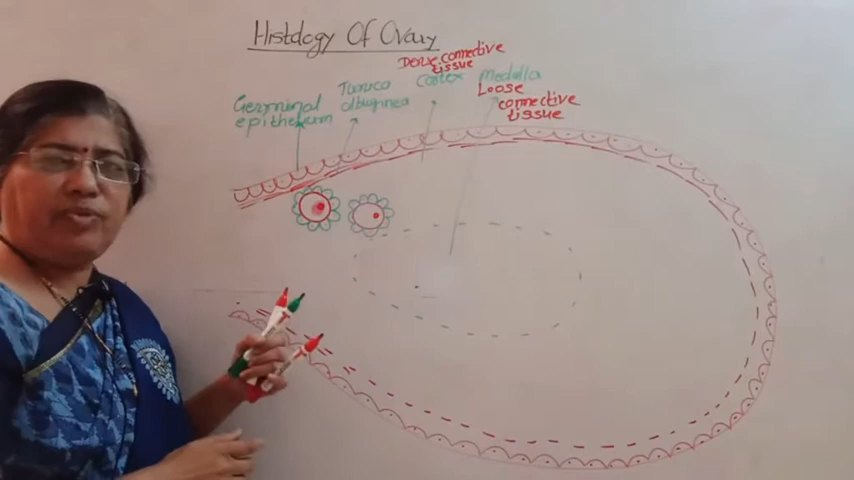 Histology Of Ovary
Dense connective
tissue
Germinal
epithelium
Tunica
albuginea
Cortex
medulla
Loose
connective
tissue